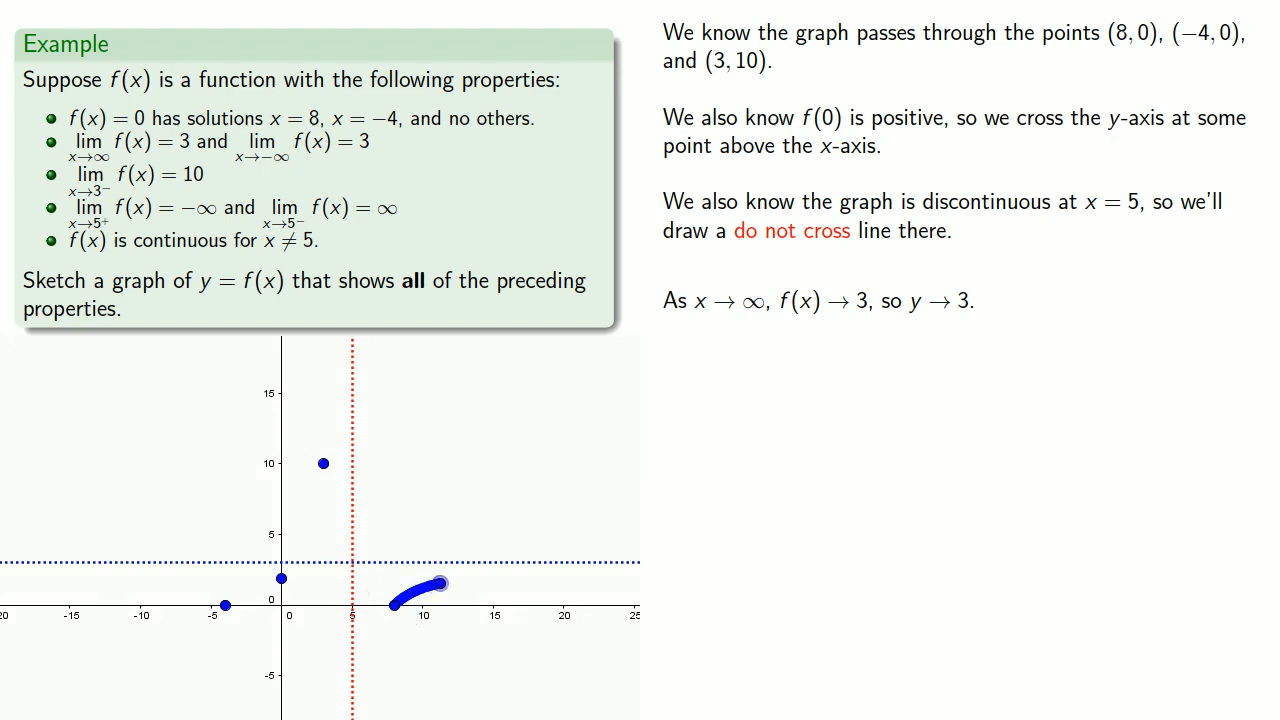 Example
Suppose f(x) is a function with the following properties:
f(x) = 0 has solutions x = 8, x = −4, and no others.
lim x→∞ f(x) = 3 and lim x→−∞ f(x) = 3
lim x→3⁻ f(x) = 10
lim x→5⁺ f(x) = −∞ and lim x→5⁻ f(x) = ∞
f(x) is continuous for x ≠ 5.
Sketch a graph of y = f(x) that shows all of the preceding
properties.
We know the graph passes through the points (8, 0), (−4, 0),
and (3, 10).
We also know f(0) is positive, so we cross the y-axis at some
point above the x-axis.
We also know the graph is discontinuous at x = 5, so we'll
draw a do not cross line there.
As x → ∞, f(x) → 3, so y → 3.
15
10
5
0
20 -15 -10 -5 0 5 10 15 20 25
-5